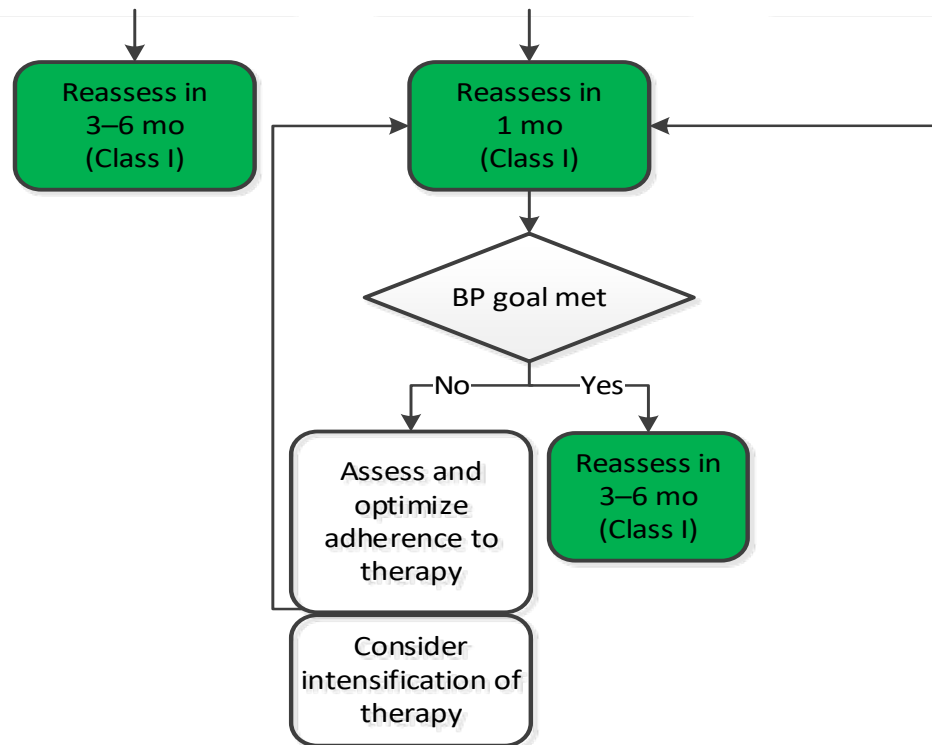 Reassess in
3–6 mo
(Class I)
Reassess in
1 mo
(Class I)
BP goal met
No
Yes
Assess and
optimize
adherence to
therapy
Reassess in
3–6 mo
(Class I)
Consider
intensification of
therapy